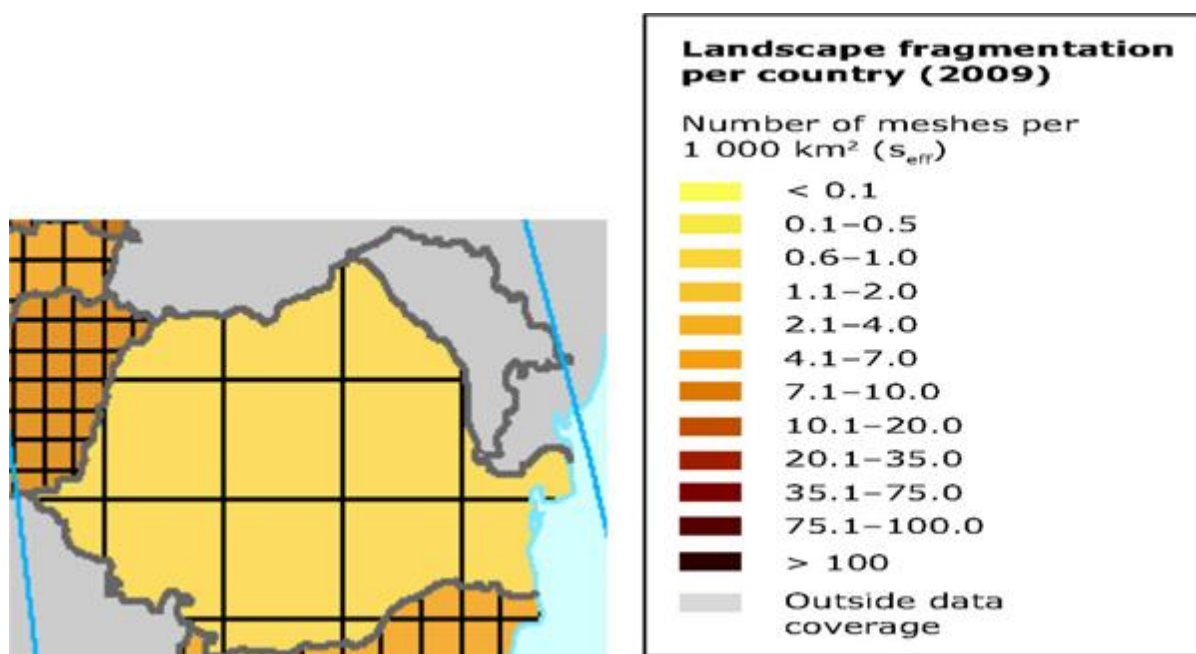 Landscape fragmentation
per country (2009)
Number of meshes per
1 000 km² (s_eff)
< 0.1
0.1–0.5
0.6–1.0
1.1–2.0
2.1–4.0
4.1–7.0
7.1–10.0
10.1–20.0
20.1–35.0
35.1–75.0
75.1–100.0
> 100
Outside data
coverage